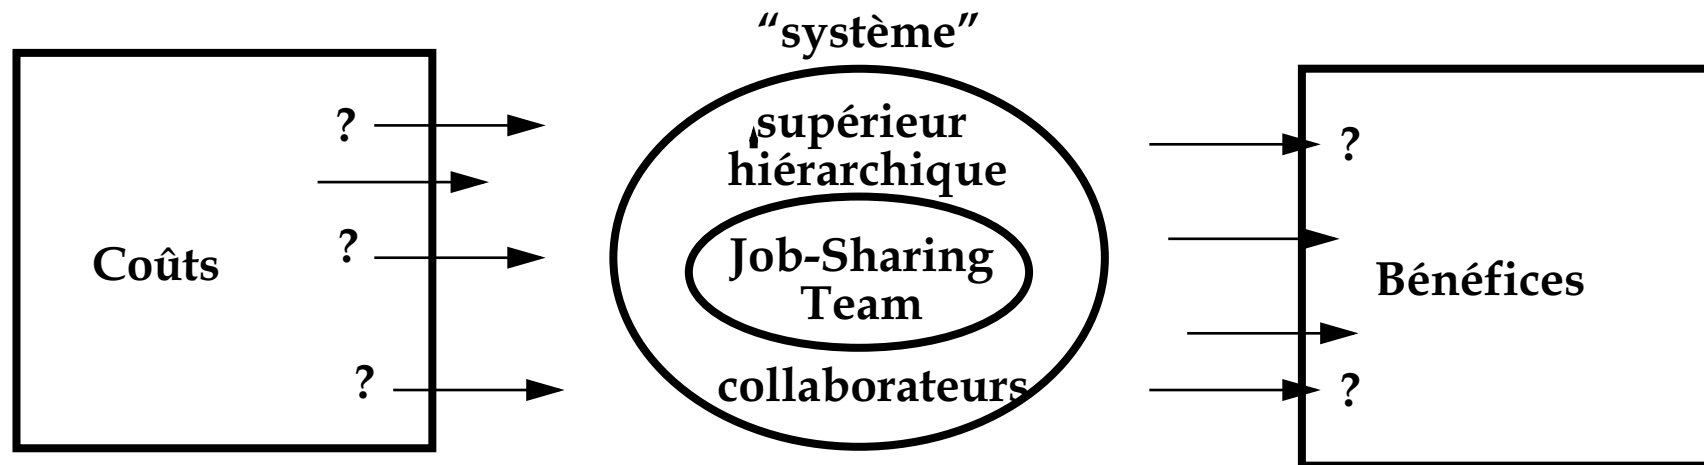 “système”
?
supérieur
hiérarchique
?
Coûts
?
Job-Sharing
Team
Bénéfices
?
collaborateurs
?